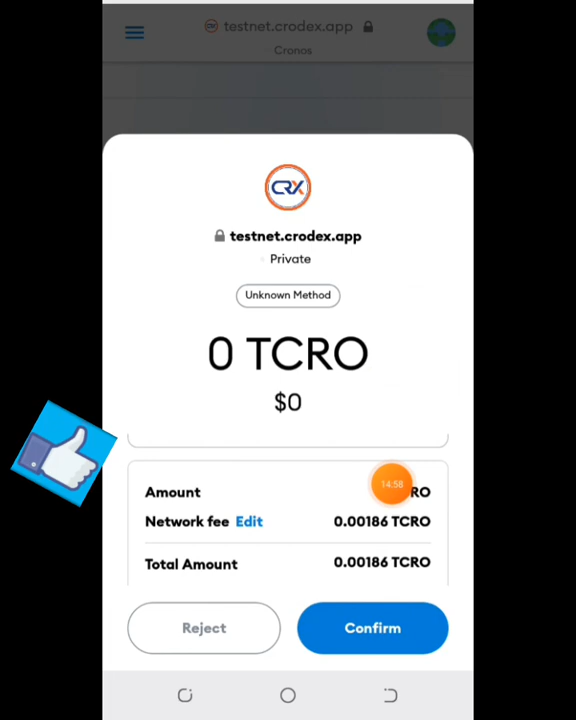 testnet.crodex.app
Cronos
CRX
testnet.crodex.app
Private
Unknown Method
0 TCRO
$0
Amount RO
14:58
Network fee Edit 0.00186 TCRO
Total Amount 0.00186 TCRO
Reject Confirm